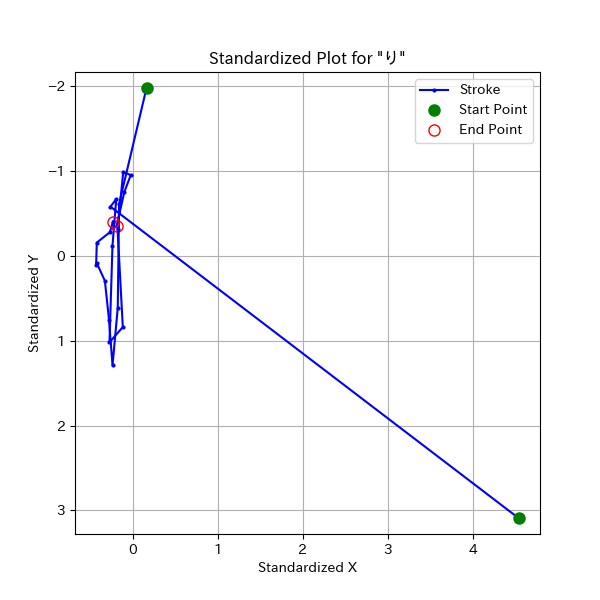 Standardized Plot for "り"
Stroke
Start Point
End Point
−2
−1
0
1
2
3
Standardized Y
0 1 2 3 4
Standardized X